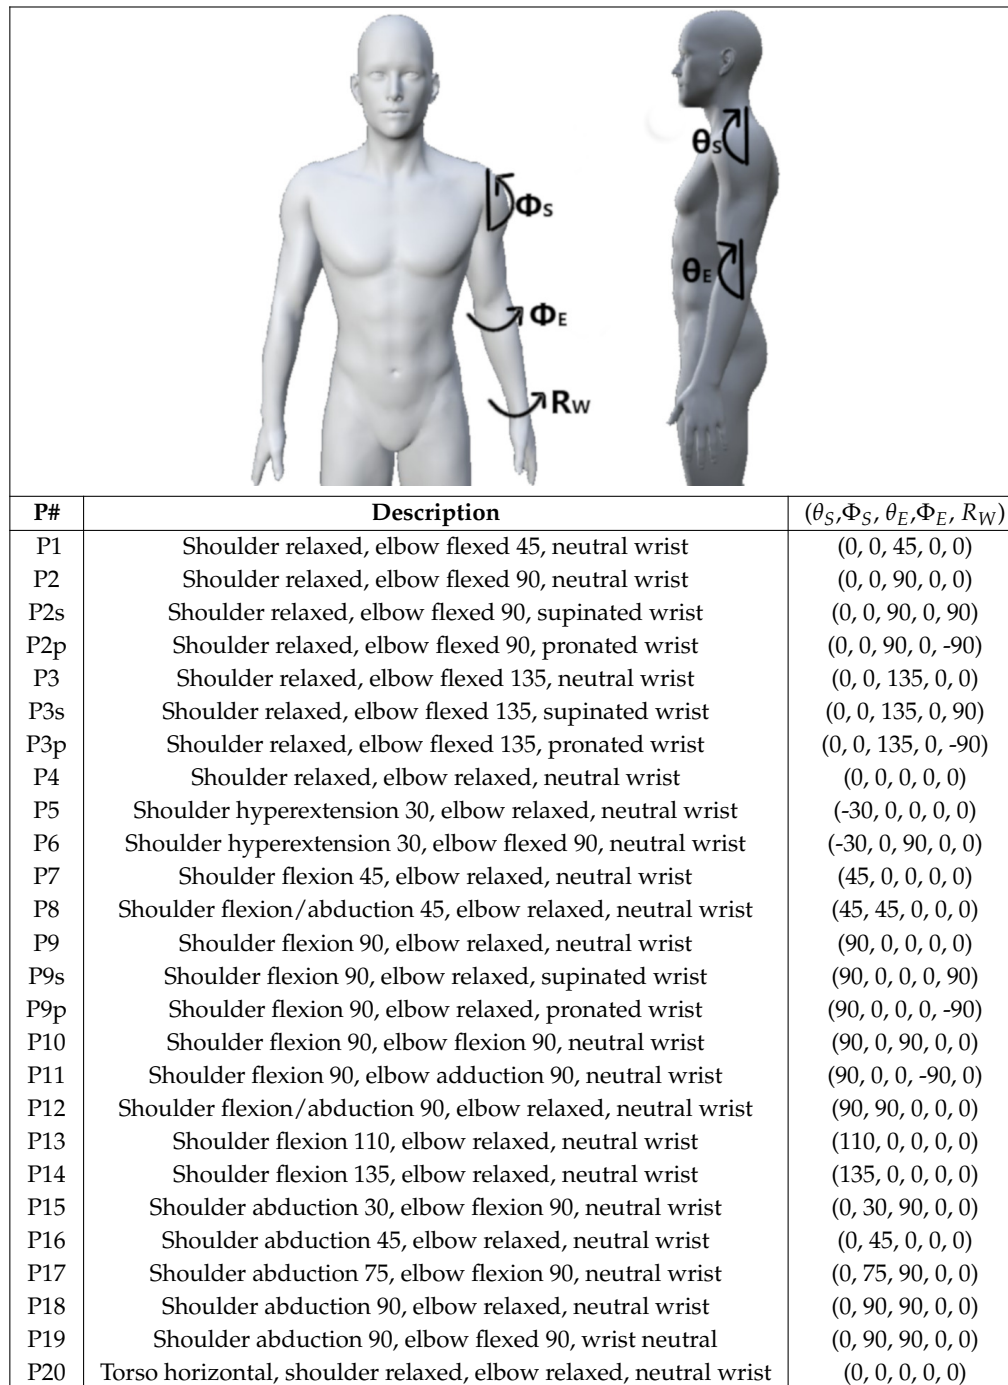 θS
ΦS
θE
ΦE
RW
P# Description (θS,ΦS, θE,ΦE, RW)
P1 Shoulder relaxed, elbow flexed 45, neutral wrist (0, 0, 45, 0, 0)
P2 Shoulder relaxed, elbow flexed 90, neutral wrist (0, 0, 90, 0, 0)
P2s Shoulder relaxed, elbow flexed 90, supinated wrist (0, 0, 90, 0, 90)
P2p Shoulder relaxed, elbow flexed 90, pronated wrist (0, 0, 90, 0, -90)
P3 Shoulder relaxed, elbow flexed 135, neutral wrist (0, 0, 135, 0, 0)
P3s Shoulder relaxed, elbow flexed 135, supinated wrist (0, 0, 135, 0, 90)
P3p Shoulder relaxed, elbow flexed 135, pronated wrist (0, 0, 135, 0, -90)
P4 Shoulder relaxed, elbow relaxed, neutral wrist (0, 0, 0, 0, 0)
P5 Shoulder hyperextension 30, elbow relaxed, neutral wrist (-30, 0, 0, 0, 0)
P6 Shoulder hyperextension 30, elbow flexed 90, neutral wrist (-30, 0, 90, 0, 0)
P7 Shoulder flexion 45, elbow relaxed, neutral wrist (45, 0, 0, 0, 0)
P8 Shoulder flexion/abduction 45, elbow relaxed, neutral wrist (45, 45, 0, 0, 0)
P9 Shoulder flexion 90, elbow relaxed, neutral wrist (90, 0, 0, 0, 0)
P9s Shoulder flexion 90, elbow relaxed, supinated wrist (90, 0, 0, 0, 90)
P9p Shoulder flexion 90, elbow relaxed, pronated wrist (90, 0, 0, 0, -90)
P10 Shoulder flexion 90, elbow flexion 90, neutral wrist (90, 0, 90, 0, 0)
P11 Shoulder flexion 90, elbow adduction 90, neutral wrist (90, 0, 0, -90, 0)
P12 Shoulder flexion/abduction 90, elbow relaxed, neutral wrist (90, 90, 0, 0, 0)
P13 Shoulder flexion 110, elbow relaxed, neutral wrist (110, 0, 0, 0, 0)
P14 Shoulder flexion 135, elbow relaxed, neutral wrist (135, 0, 0, 0, 0)
P15 Shoulder abduction 30, elbow flexion 90, neutral wrist (0, 30, 90, 0, 0)
P16 Shoulder abduction 45, elbow relaxed, neutral wrist (0, 45, 0, 0, 0)
P17 Shoulder abduction 75, elbow flexion 90, neutral wrist (0, 75, 90, 0, 0)
P18 Shoulder abduction 90, elbow relaxed, neutral wrist (0, 90, 90, 0, 0)
P19 Shoulder abduction 90, elbow flexed 90, wrist neutral (0, 90, 90, 0, 0)
P20 Torso horizontal, shoulder relaxed, elbow relaxed, neutral wrist (0, 0, 0, 0, 0)